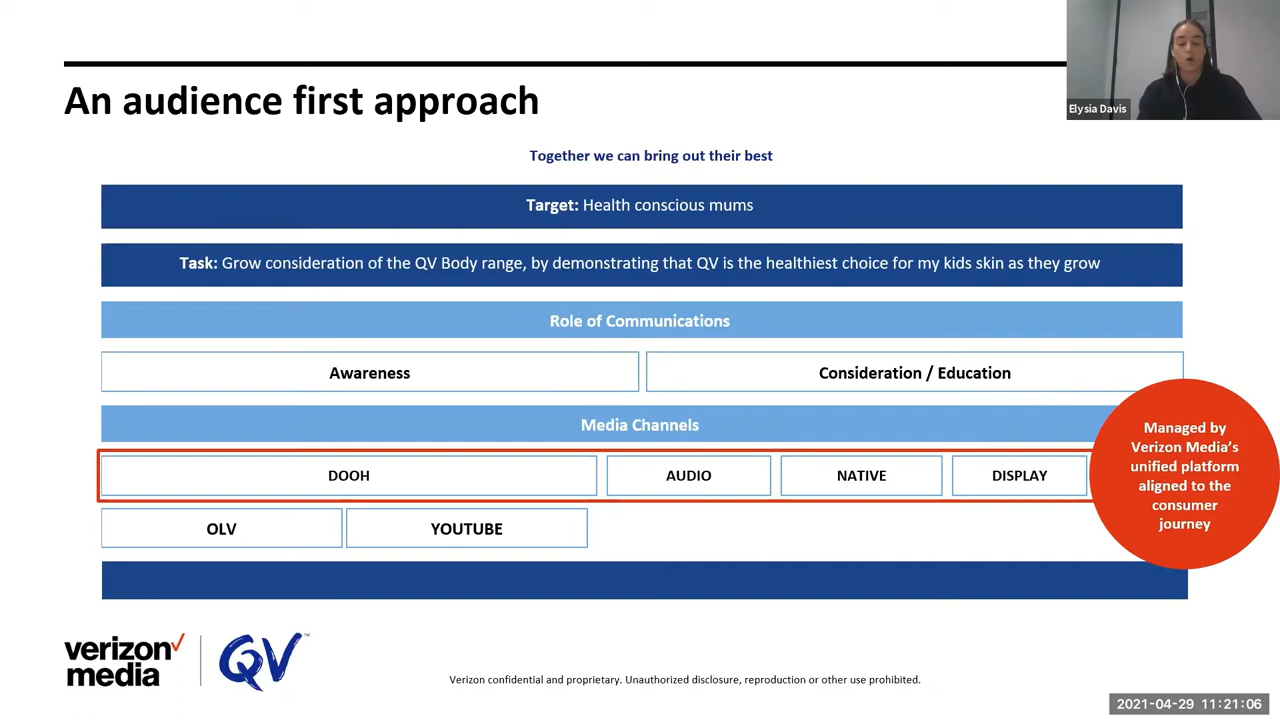 An audience first approach
Elysia Davis
Together we can bring out their best
Target: Health conscious mums
Task: Grow consideration of the QV Body range, by demonstrating that QV is the healthiest choice for my kids skin as they grow
Role of Communications
Awareness
Consideration / Education
Media Channels
DOOH
AUDIO
NATIVE
DISPLAY
Managed by
Verizon Media's
unified platform
aligned to the
consumer
journey
OLV
YOUTUBE
verizon✓
media
QV™
Verizon confidential and proprietary. Unauthorized disclosure, reproduction or other use prohibited.
2021-04-29 11:21:06